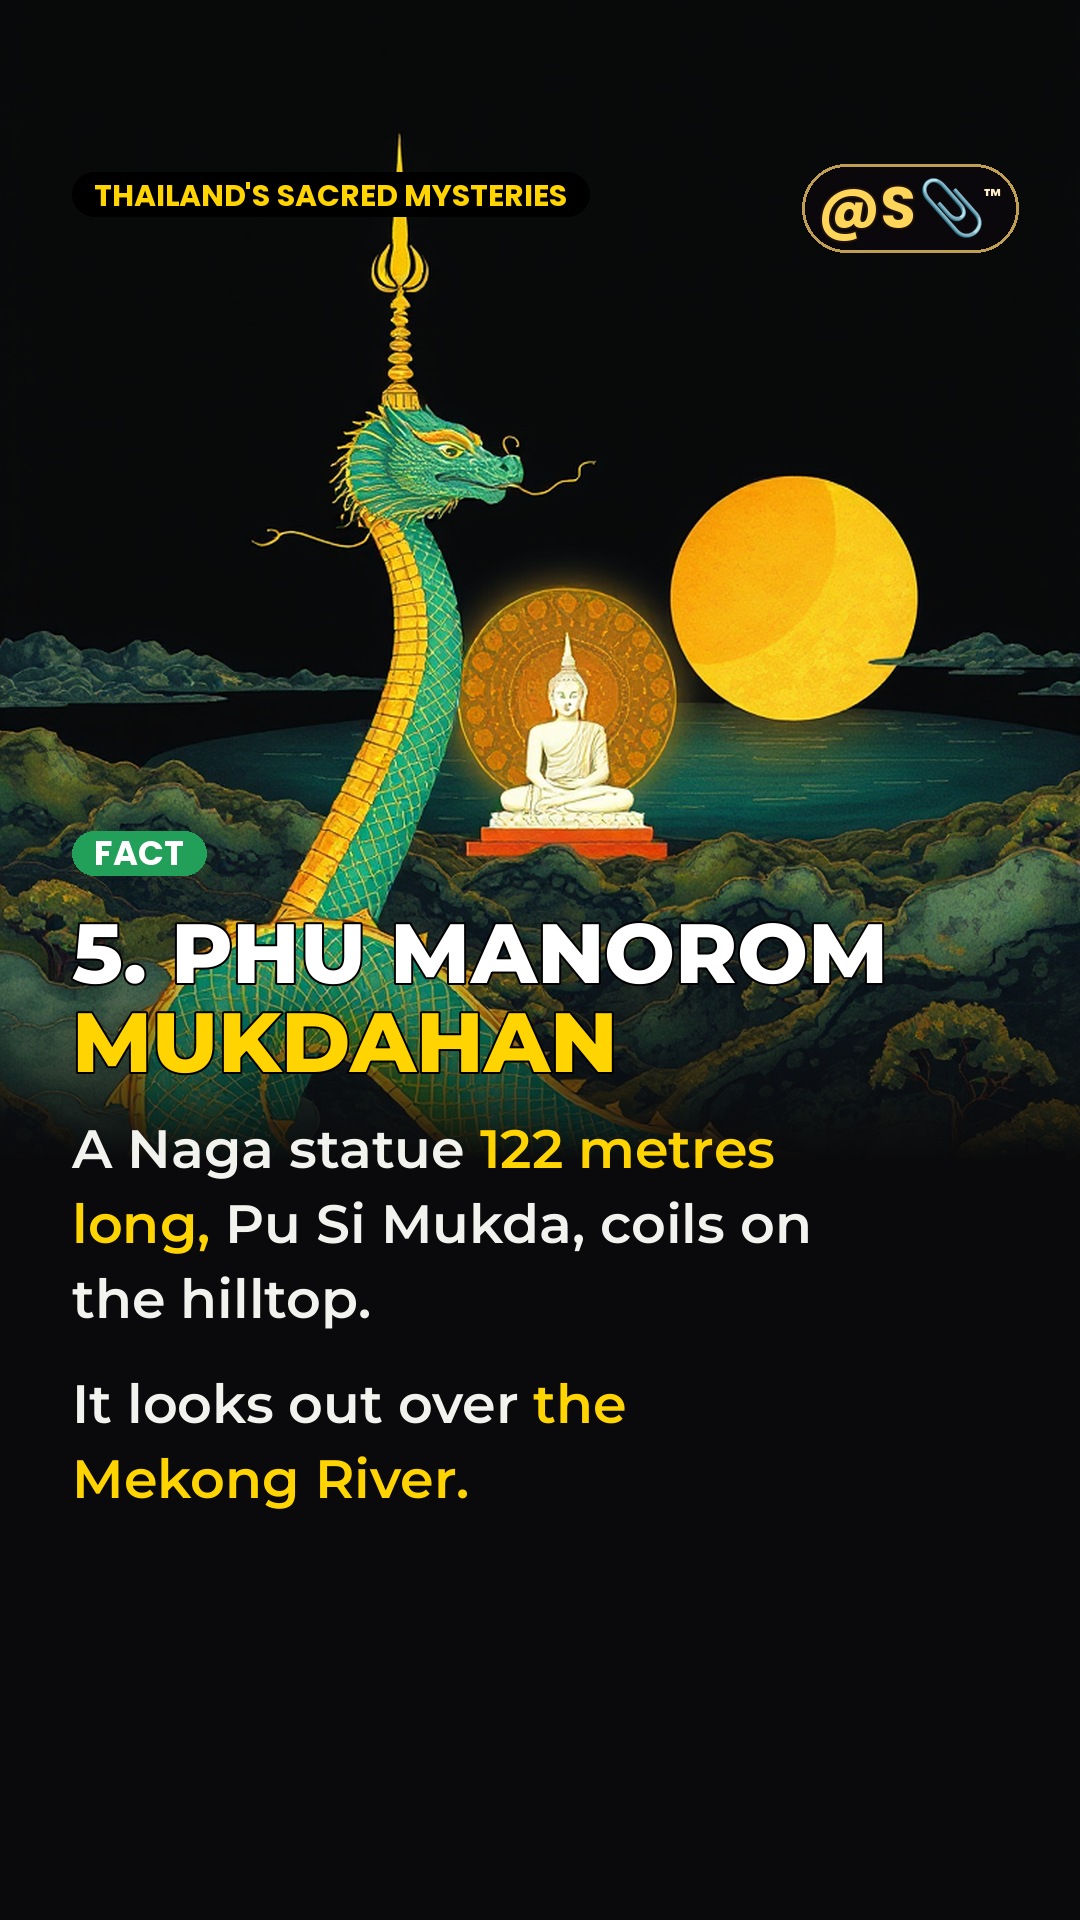 THAILAND'S SACRED MYSTERIES
@S📎™
FACT
5. PHU MANOROM
MUKDAHAN
A Naga statue 122 metres
long, Pu Si Mukda, coils on
the hilltop.
It looks out over the
Mekong River.